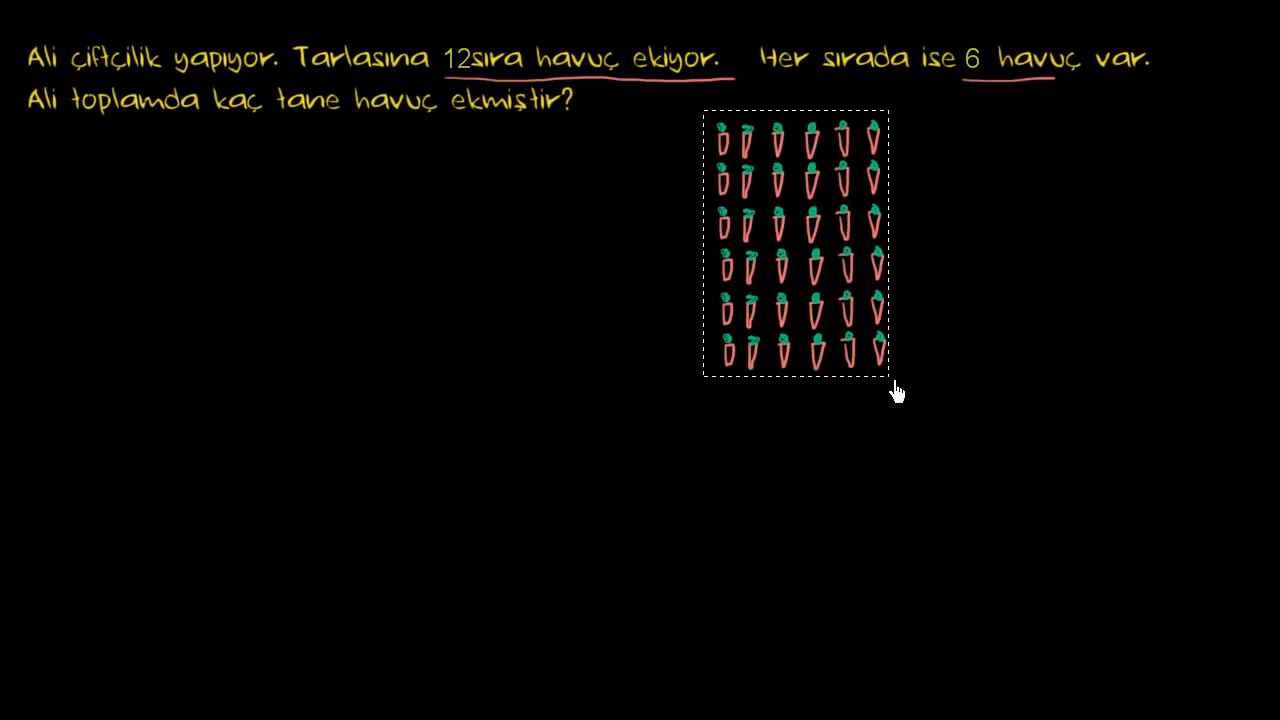 Ali çiftçilik yapıyor. Tarlasına 12sıra havuç ekiyor. Her sırada ise 6 havuç var.
Ali toplamda kaç tane havuç ekmiştir?